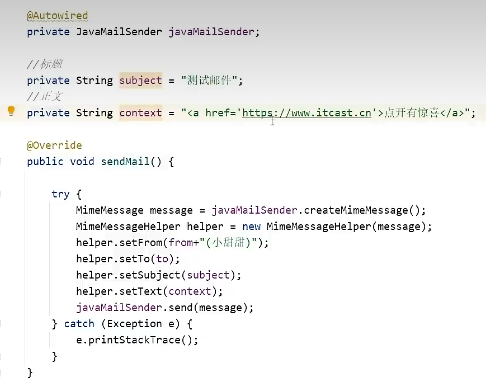 @Autowired
private JavaMailSender javaMailSender;
//标题
private String subject = "测试邮件";
//正文
private String context = "<a href='https://www.itcast.cn'>点开有惊喜</a>";
@Override
public void sendMail() {
try {
MimeMessage message = javaMailSender.createMimeMessage();
MimeMessageHelper helper = new MimeMessageHelper(message);
helper.setFrom(from+"(小甜甜)");
helper.setTo(to);
helper.setSubject(subject);
helper.setText(context);
javaMailSender.send(message);
} catch (Exception e) {
e.printStackTrace();
}
}